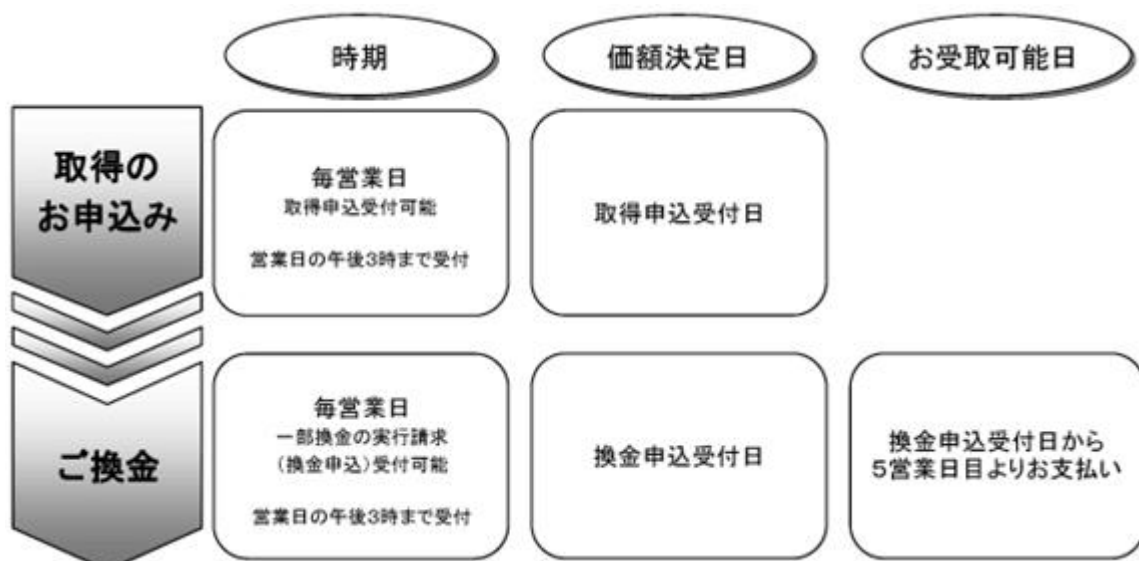 時期
価額決定日
お受取可能日
取得の
お申込み
毎営業日
取得申込受付可能
営業日の午後3時まで受付
取得申込受付日
ご換金
毎営業日
一部換金の実行請求
(換金申込)受付可能
営業日の午後3時まで受付
換金申込受付日
換金申込受付日から
5営業日目よりお支払い